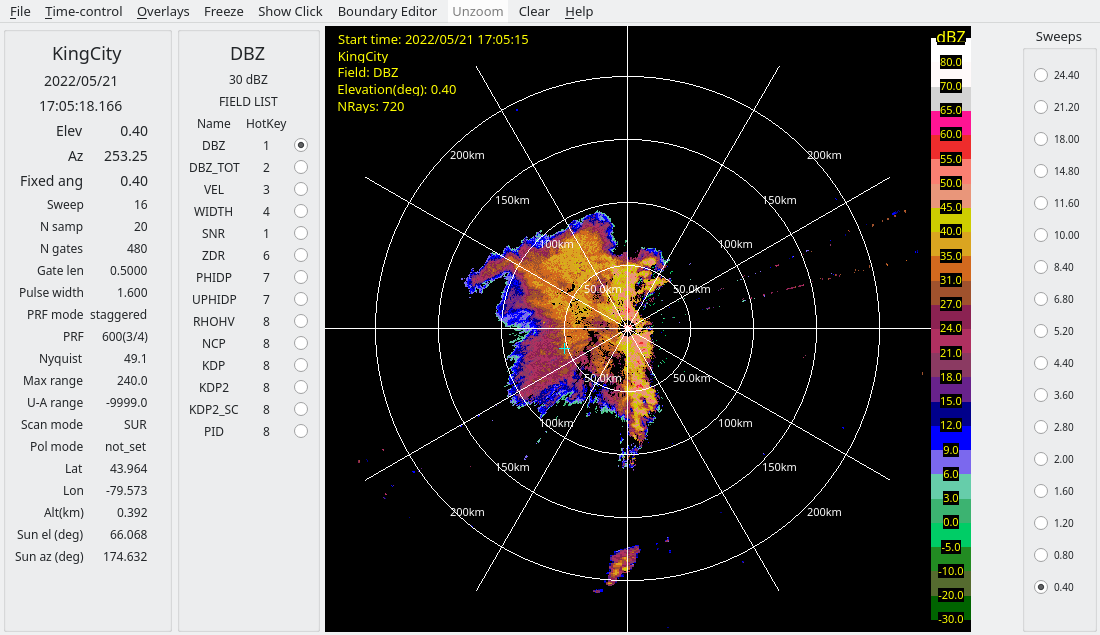 File Time-control Overlays Freeze Show Click Boundary Editor Unzoom Clear Help
KingCity
2022/05/21
17:05:18.166
Elev 0.40
Az 253.25
Fixed ang 0.40
Sweep 16
N samp 20
N gates 480
Gate len 0.5000
Pulse width 1.600
PRF mode staggered
PRF 600(3/4)
Nyquist 49.1
Max range 240.0
U-A range -9999.0
Scan mode SUR
Pol mode not_set
Lat 43.964
Lon -79.573
Alt(km) 0.392
Sun el (deg) 66.068
Sun az (deg) 174.632
DBZ
30 dBZ
FIELD LIST
Name HotKey
DBZ 1
DBZ_TOT 2
VEL 3
WIDTH 4
SNR 1
ZDR 6
PHIDP 7
UPHIDP 7
RHOHV 8
NCP 8
KDP 8
KDP2 8
KDP2_SC 8
PID 8
Start time: 2022/05/21 17:05:15
KingCity
Field: DBZ
Elevation(deg): 0.40
NRays: 720
200km 200km
150km 150km
100km 100km
50.0km 50.0km
50.0km 50.0km
100km 100km
150km 150km
200km 200km
dBZ
80.0
70.0
65.0
60.0
55.0
50.0
45.0
40.0
35.0
31.0
27.0
24.0
21.0
18.0
15.0
12.0
9.0
6.0
3.0
0.0
-5.0
-10.0
-20.0
-30.0
Sweeps
24.40
21.20
18.00
14.80
11.60
10.00
8.40
6.80
5.20
4.40
3.60
2.80
2.00
1.60
1.20
0.80
0.40